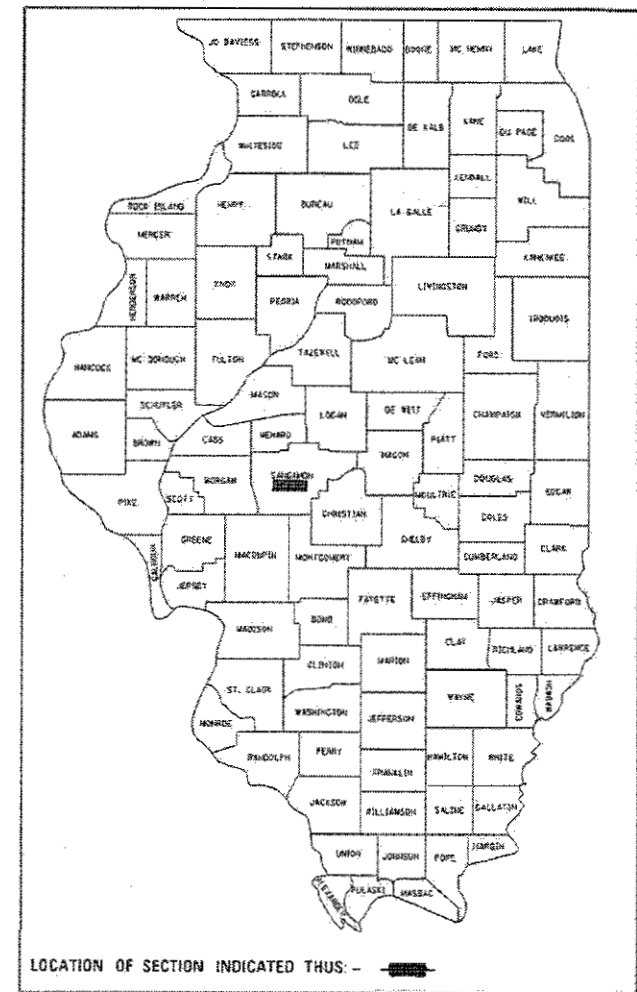 JO DAVIESS STEPHENSON WINNEBAGO BOONE MC HENRY LAKE
CARROLL OGLE DE KALB KANE DU PAGE COOK
WHITESIDE LEE KENDALL WILL
ROCK ISLAND HENRY BUREAU LA SALLE GRUNDY
MERCER PUTNAM KANKAKEE
STARK MARSHALL
HENDERSON WARREN KNOX PEORIA WOODFORD LIVINGSTON IROQUOIS
HANCOCK MC DONOUGH FULTON TAZEWELL MC LEAN FORD
SCHUYLER MASON
ADAMS BROWN CASS MENARD LOGAN DE WITT PIATT CHAMPAIGN VERMILION
PIKE SCOTT MORGAN SANGAMON MACON MOULTRIE DOUGLAS EDGAR
CHRISTIAN COLES
CALHOUN GREENE MACOUPIN MONTGOMERY SHELBY CUMBERLAND CLARK
JERSEY
MADISON BOND FAYETTE EFFINGHAM JASPER CRAWFORD
CLINTON MARION CLAY RICHLAND LAWRENCE
ST. CLAIR WASHINGTON JEFFERSON WAYNE EDWARDS WABASH
MONROE
RANDOLPH PERRY FRANKLIN HAMILTON WHITE
JACKSON WILLIAMSON SALINE GALLATIN
UNION JOHNSON POPE HARDIN
ALEXANDER PULASKI MASSAC
LOCATION OF SECTION INDICATED THUS: -